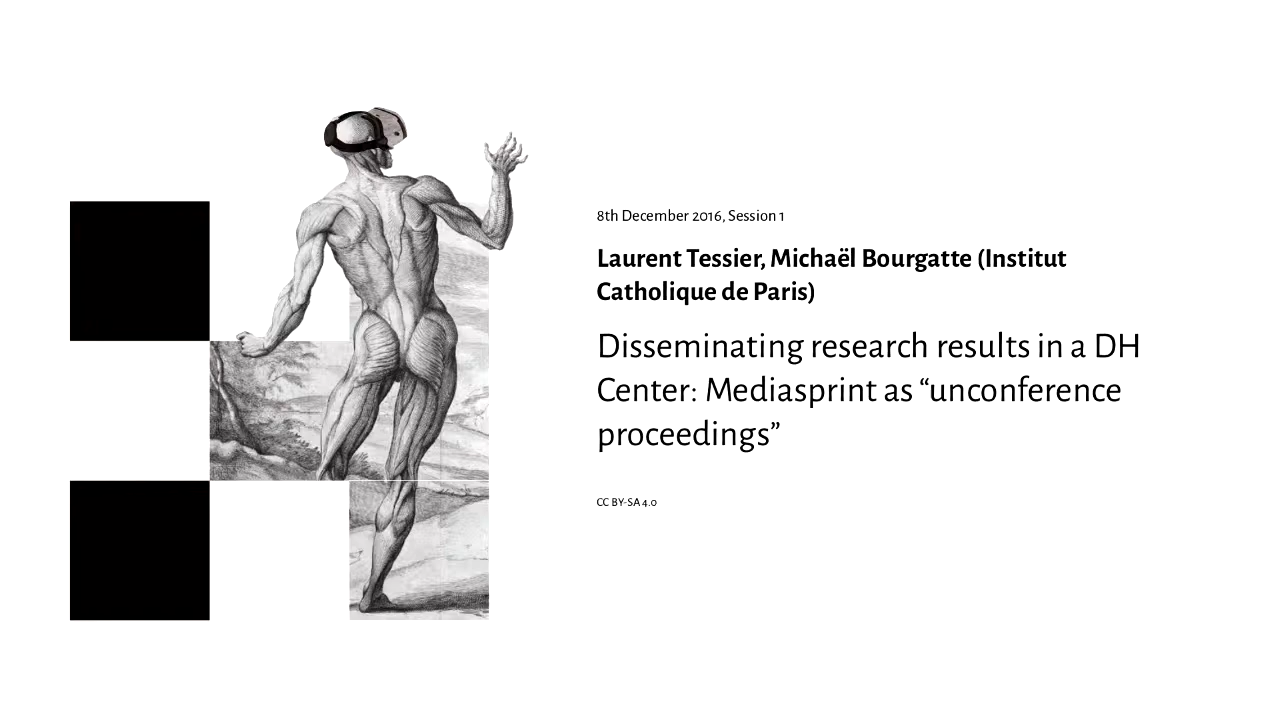 8th December 2016, Session 1
Laurent Tessier, Michaël Bourgatte (Institut
Catholique de Paris)
Disseminating research results in a DH
Center: Mediasprint as “unconference
proceedings”
CC BY-SA 4.0